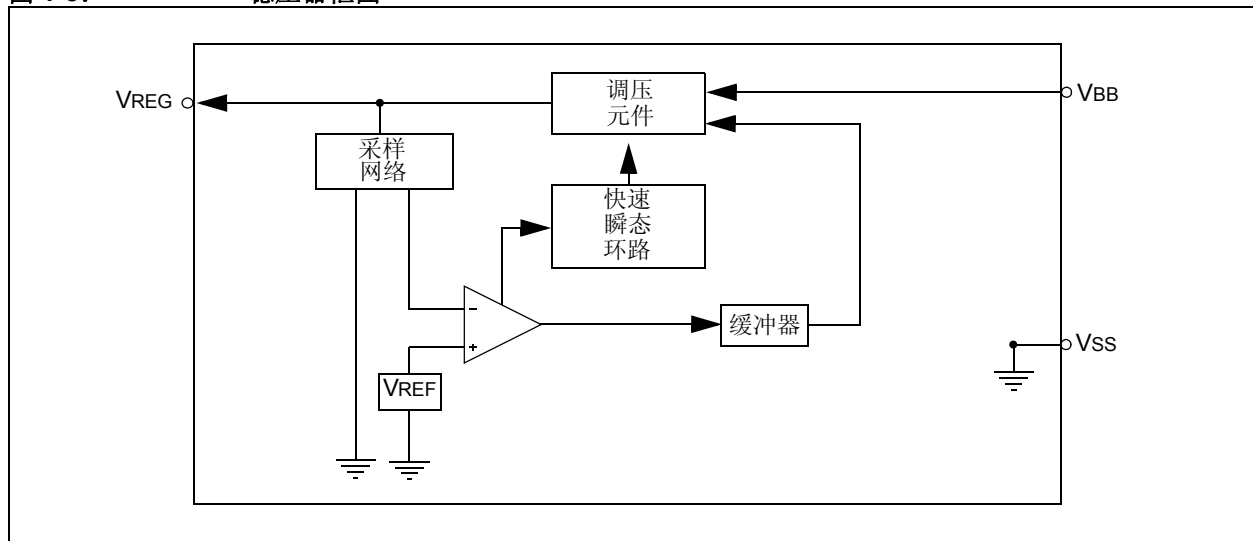 VREG
调压
元件
VBB
采样
网络
快速
瞬态
环路
-
+
缓冲器
VREF
VSS